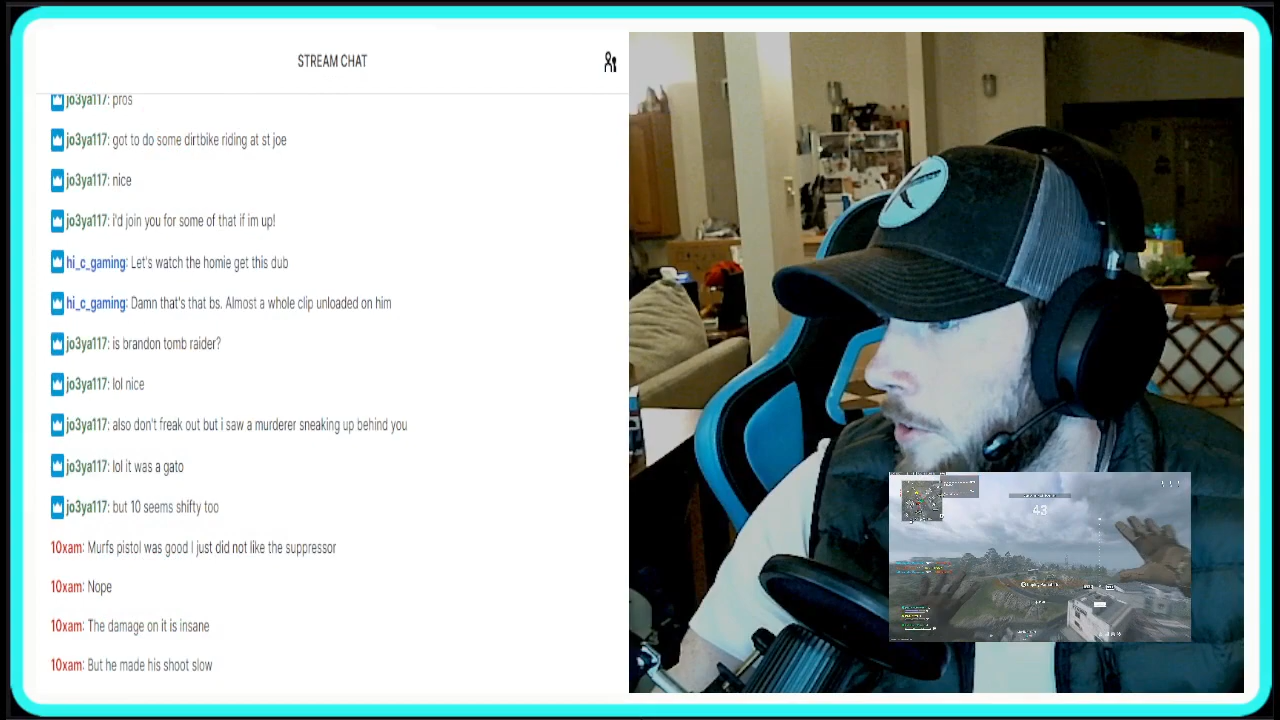 STREAM CHAT
jo3ya117: pros
jo3ya117: got to do some dirtbike riding at st joe
jo3ya117: nice
jo3ya117: i'd join you for some of that if im up!
hi_c_gaming: Let's watch the homie get this dub
hi_c_gaming: Damn that's that bs. Almost a whole clip unloaded on him
jo3ya117: is brandon tomb raider?
jo3ya117: lol nice
jo3ya117: also don't freak out but i saw a murderer sneaking up behind you
jo3ya117: lol it was a gato
jo3ya117: but 10 seems shifty too
10xam: Murfs pistol was good I just did not like the suppressor
10xam: Nope
10xam: The damage on it is insane
10xam: But he made his shoot slow
43